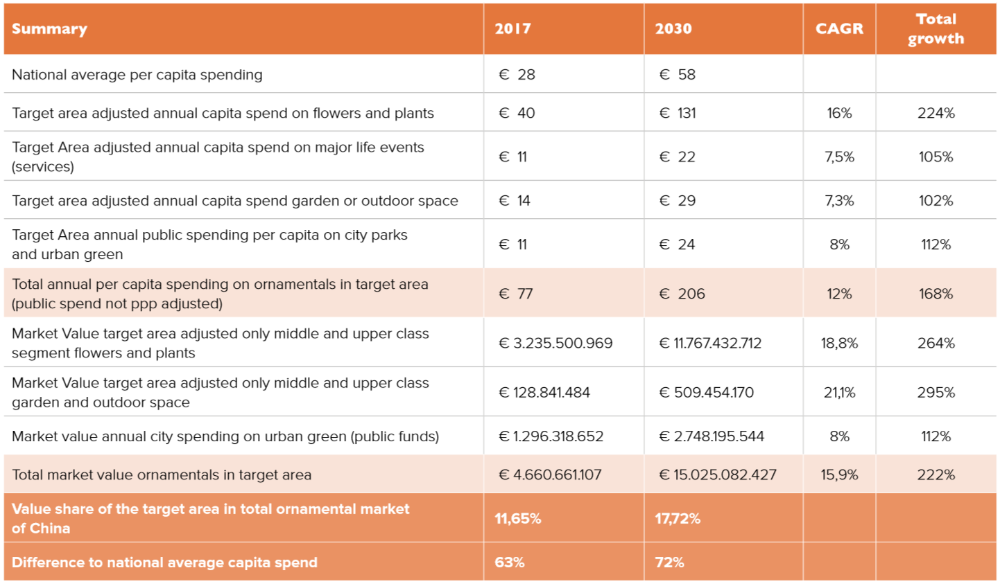 Summary 2017 2030 CAGR Total
growth
National average per capita spending € 28 € 58
Target area adjusted annual capita spend on flowers and plants € 40 € 131 16% 224%
Target Area adjusted annual capita spend on major life events
(services) € 11 € 22 7,5% 105%
Target area adjusted annual capita spend garden or outdoor space € 14 € 29 7,3% 102%
Target Area annual public spending per capita on city parks
and urban green € 11 € 24 8% 112%
Total annual per capita spending on ornamentals in target area
(public spend not ppp adjusted) € 77 € 206 12% 168%
Market Value target area adjusted only middle and upper class
segment flowers and plants € 3.235.500.969 € 11.767.432.712 18,8% 264%
Market Value target area adjusted only middle and upper class
garden and outdoor space € 128.841.484 € 509.454.170 21,1% 295%
Market value annual city spending on urban green (public funds) € 1.296.318.652 € 2.748.195.544 8% 112%
Total market value ornamentals in target area € 4.660.661.107 € 15.025.082.427 15,9% 222%
Value share of the target area in total ornamental market
of China 11,65% 17,72%
Difference to national average capita spend 63% 72%